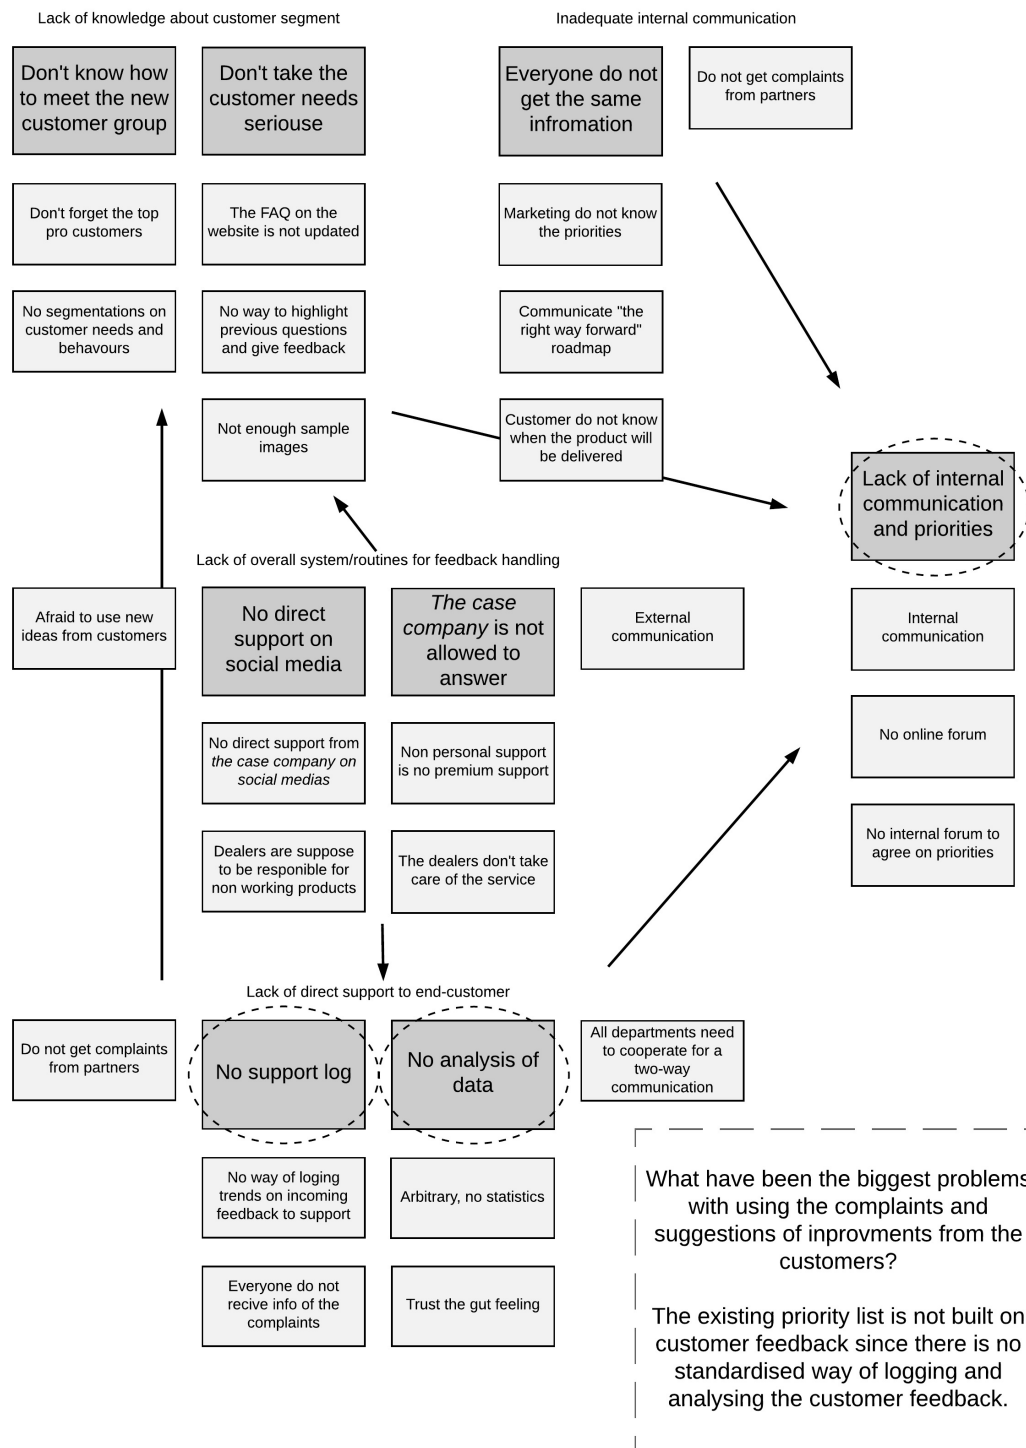 Lack of knowledge about customer segment
Don't know how
to meet the new
customer group
Don't take the
customer needs
seriouse
Don't forget the top
pro customers
The FAQ on the
website is not updated
No segmentations on
customer needs and
behavours
No way to highlight
previous questions
and give feedback
Not enough sample
images
Inadequate internal communication
Everyone do not
get the same
infromation
Do not get complaints
from partners
Marketing do not know
the priorities
Communicate "the
right way forward"
roadmap
Customer do not know
when the product will
be delivered
Lack of internal
communication
and priorities
Internal
communication
No online forum
No internal forum to
agree on priorities
Lack of overall system/routines for feedback handling
Afraid to use new
ideas from customers
No direct
support on
social media
The case
company is not
allowed to
answer
External
communication
No direct support from
the case company on
social medias
Non personal support
is no premium support
Dealers are suppose
to be responible for
non working products
The dealers don't take
care of the service
Lack of direct support to end-customer
Do not get complaints
from partners
No support log
No analysis of
data
All departments need
to cooperate for a
two-way
communication
No way of loging
trends on incoming
feedback to support
Arbitrary, no statistics
Everyone do not
recive info of the
complaints
Trust the gut feeling
What have been the biggest problems
with using the complaints and
suggestions of inprovments from the
customers?
The existing priority list is not built on
customer feedback since there is no
standardised way of logging and
analysing the customer feedback.